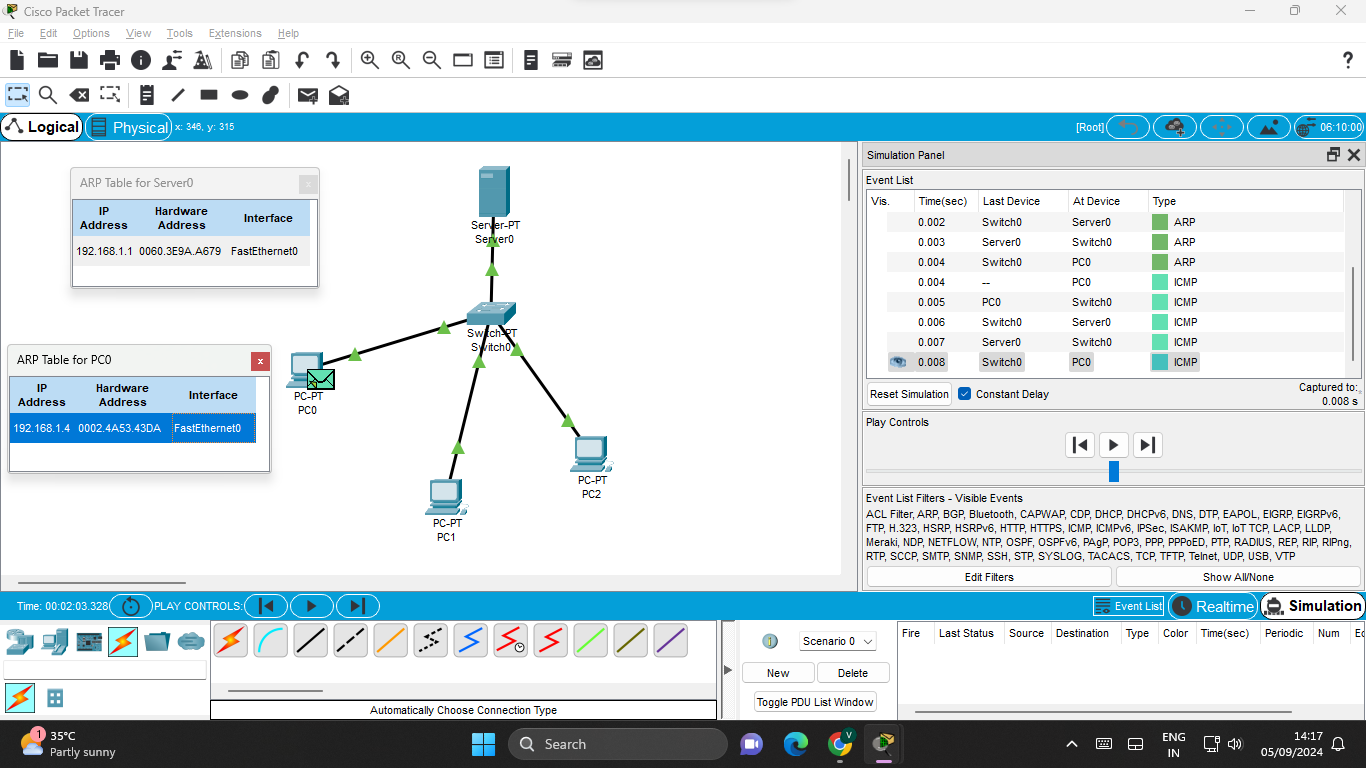 Cisco Packet Tracer
File Edit Options View Tools Extensions Help
?
Logical Physical x: 346, y: 315 [Root] 06:10:00
ARP Table for Server0 x
IP Address Hardware Address Interface
192.168.1.1 0060.3E9A.A679 FastEthernet0
ARP Table for PC0 x
IP Address Hardware Address Interface
192.168.1.4 0002.4A53.43DA FastEthernet0
Server-PT
Server0
Switch-PT
Switch0
PC-PT
PC0
PC-PT
PC2
PC-PT
PC1
Simulation Panel
Event List
Vis. Time(sec) Last Device At Device Type
0.002 Switch0 Server0 ARP
0.003 Server0 Switch0 ARP
0.004 Switch0 PC0 ARP
0.004 -- PC0 ICMP
0.005 PC0 Switch0 ICMP
0.006 Switch0 Server0 ICMP
0.007 Server0 Switch0 ICMP
0.008 Switch0 PC0 ICMP
Reset Simulation Constant Delay Captured to:
0.008 s
Play Controls
Event List Filters - Visible Events
ACL Filter, ARP, BGP, Bluetooth, CAPWAP, CDP, DHCP, DHCPv6, DNS, DTP, EAPOL, EIGRP, EIGRPv6,
FTP, H.323, HSRP, HSRPv6, HTTP, HTTPS, ICMP, ICMPv6, IPSec, ISAKMP, IoT, IoT TCP, LACP, LLDP,
Meraki, NDP, NETFLOW, NTP, OSPF, OSPFv6, PAgP, POP3, PPP, PPPoED, PTP, RADIUS, REP, RIP, RIPng,
RTP, SCCP, SMTP, SNMP, SSH, STP, SYSLOG, TACACS, TCP, TFTP, Telnet, UDP, USB, VTP
Edit Filters Show All/None
Time: 00:02:03.328 PLAY CONTROLS: Event List Realtime Simulation
Automatically Choose Connection Type
Scenario 0
New Delete
Toggle PDU List Window
Fire Last Status Source Destination Type Color Time(sec) Periodic Num Ec
1
35°C
Partly sunny
Search
V
ENG
IN
14:17
05/09/2024